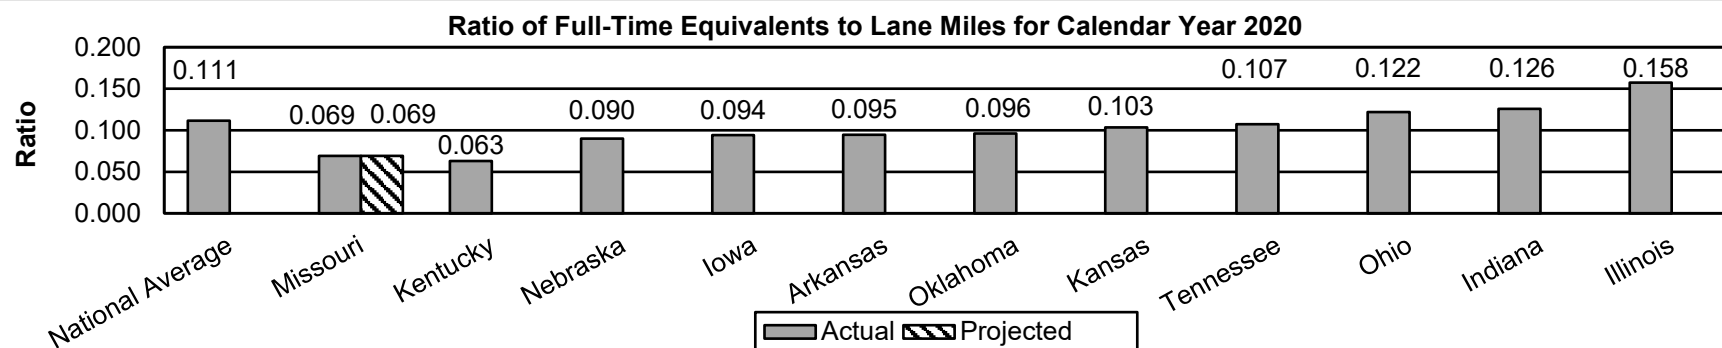 Ratio of Full-Time Equivalents to Lane Miles for Calendar Year 2020
Ratio
0.200
0.150
0.100
0.050
0.000
0.111
0.069 0.069
0.063
0.090
0.094
0.095
0.096
0.103
0.107
0.122
0.126
0.158
National Average
Missouri
Kentucky
Nebraska
Iowa
Arkansas
Oklahoma
Kansas
Tennessee
Ohio
Indiana
Illinois
Actual Projected